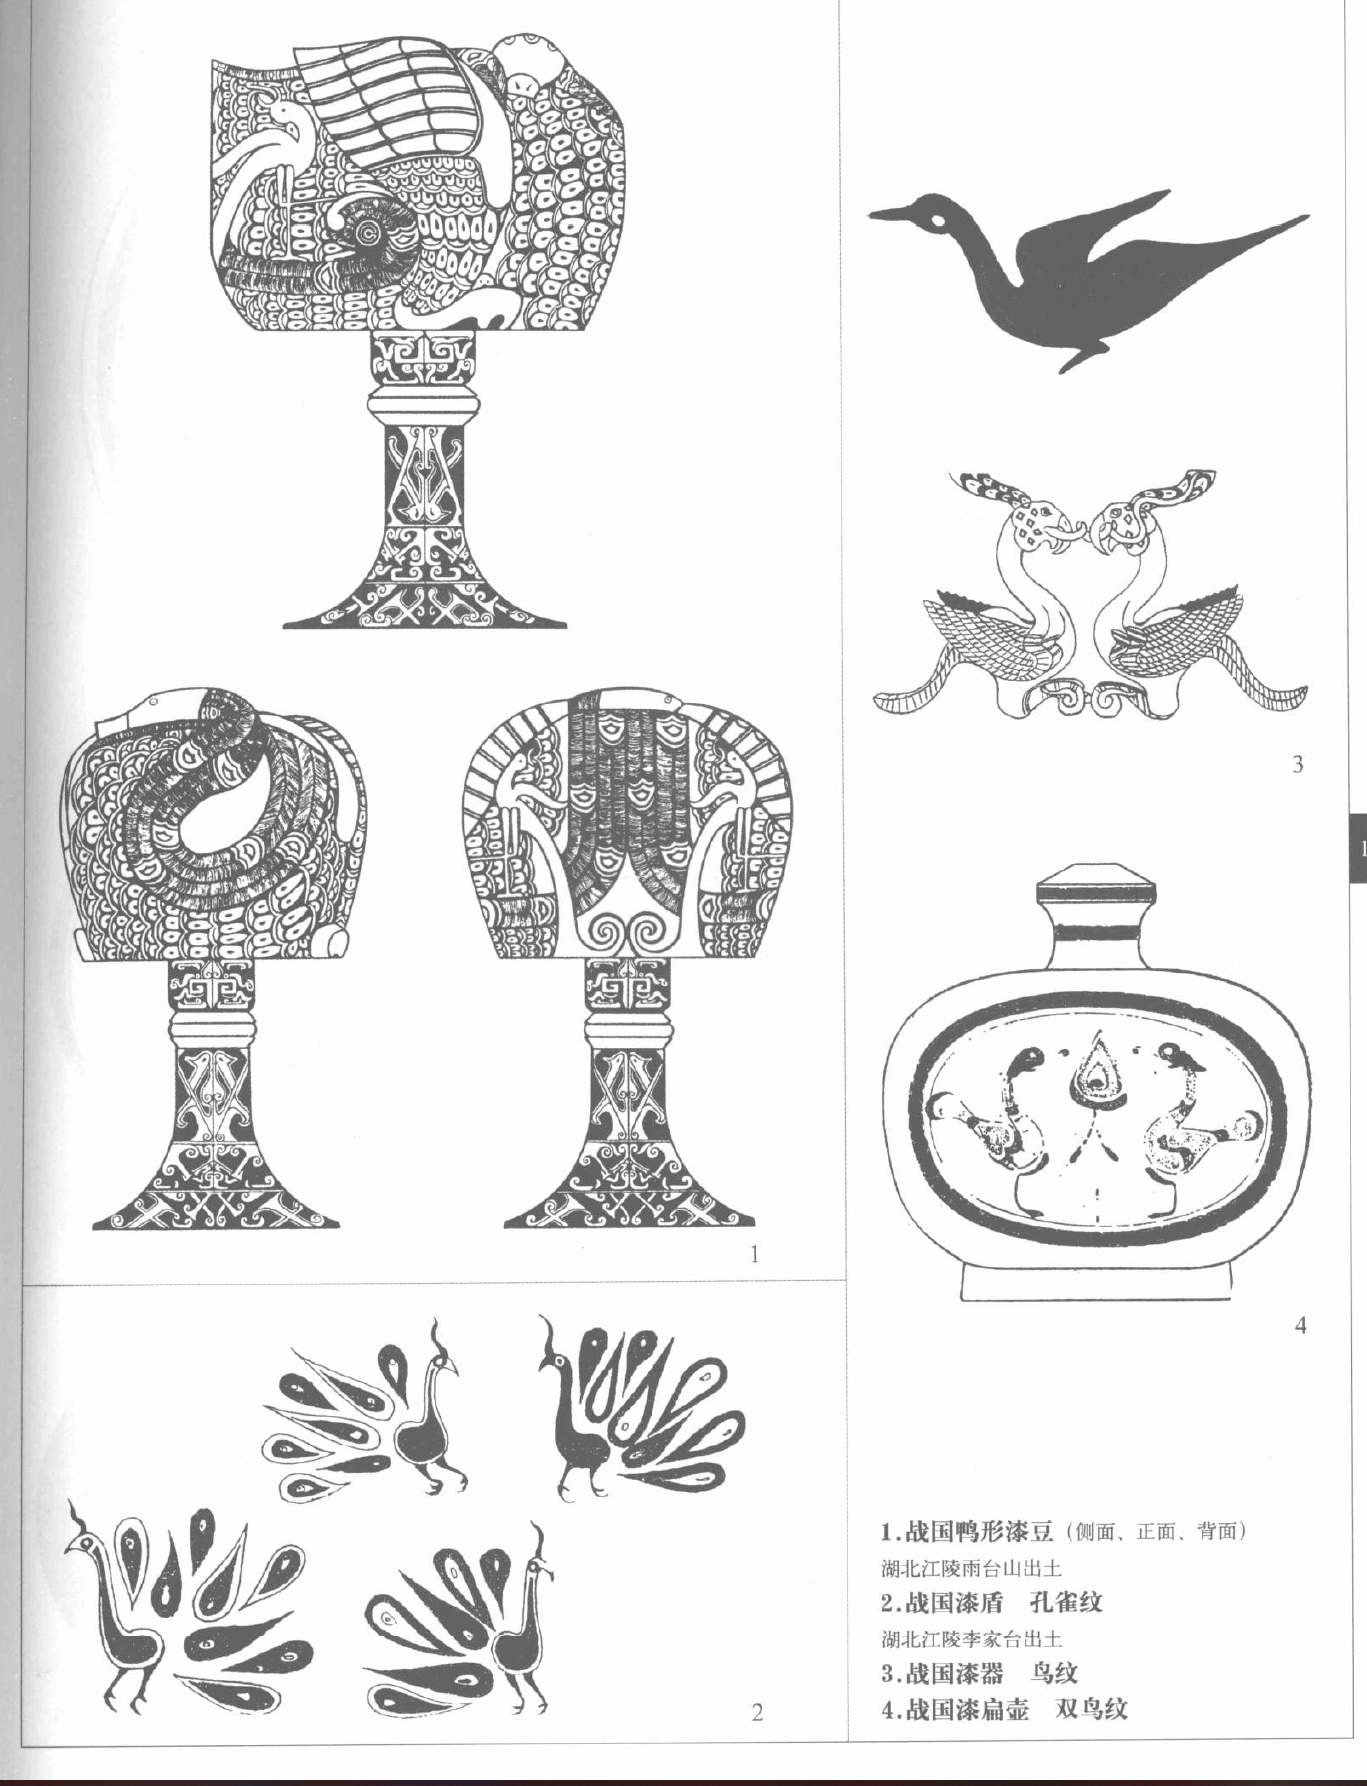 3
1
4
2
1.战国鸭形漆豆（侧面、正面、背面）
湖北江陵雨台山出土
2.战国漆盾 孔雀纹
湖北江陵李家台出土
3.战国漆器 鸟纹
4.战国漆扁壶 双鸟纹